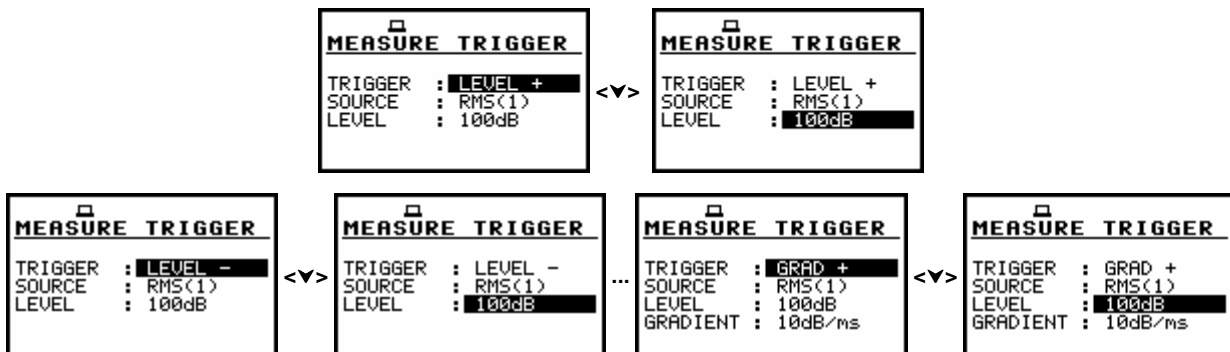 MEASURE TRIGGER
TRIGGER : LEVEL +
SOURCE : RMS(1)
LEVEL : 100dB
<⮟>
MEASURE TRIGGER
TRIGGER : LEVEL +
SOURCE : RMS(1)
LEVEL : 100dB
MEASURE TRIGGER
TRIGGER : LEVEL -
SOURCE : RMS(1)
LEVEL : 100dB
<⮟>
MEASURE TRIGGER
TRIGGER : LEVEL -
SOURCE : RMS(1)
LEVEL : 100dB
...
MEASURE TRIGGER
TRIGGER : GRAD +
SOURCE : RMS(1)
LEVEL : 100dB
GRADIENT : 10dB/ms
<⮟>
MEASURE TRIGGER
TRIGGER : GRAD +
SOURCE : RMS(1)
LEVEL : 100dB
GRADIENT : 10dB/ms